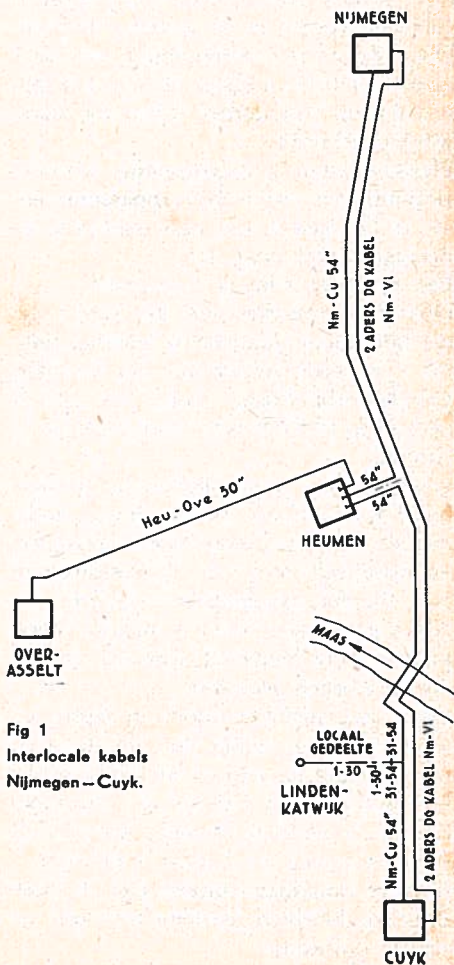 NIJMEGEN
Nm-Cu 54"
2 ADERS DG KABEL
Nm-Vl
Heu-Ove 30"
54"
54"
HEUMEN
OVER-
ASSELT
MAAS
Fig 1
Interlocale kabels
Nijmegen—Cuyk.
LOCAAL
GEDEELTE
1-30
LINDEN-
KATWIJK
1-30
31-54
31-54
Nm-Cu 54"
2 ADERS DG KABEL Nm-Vl
CUYK